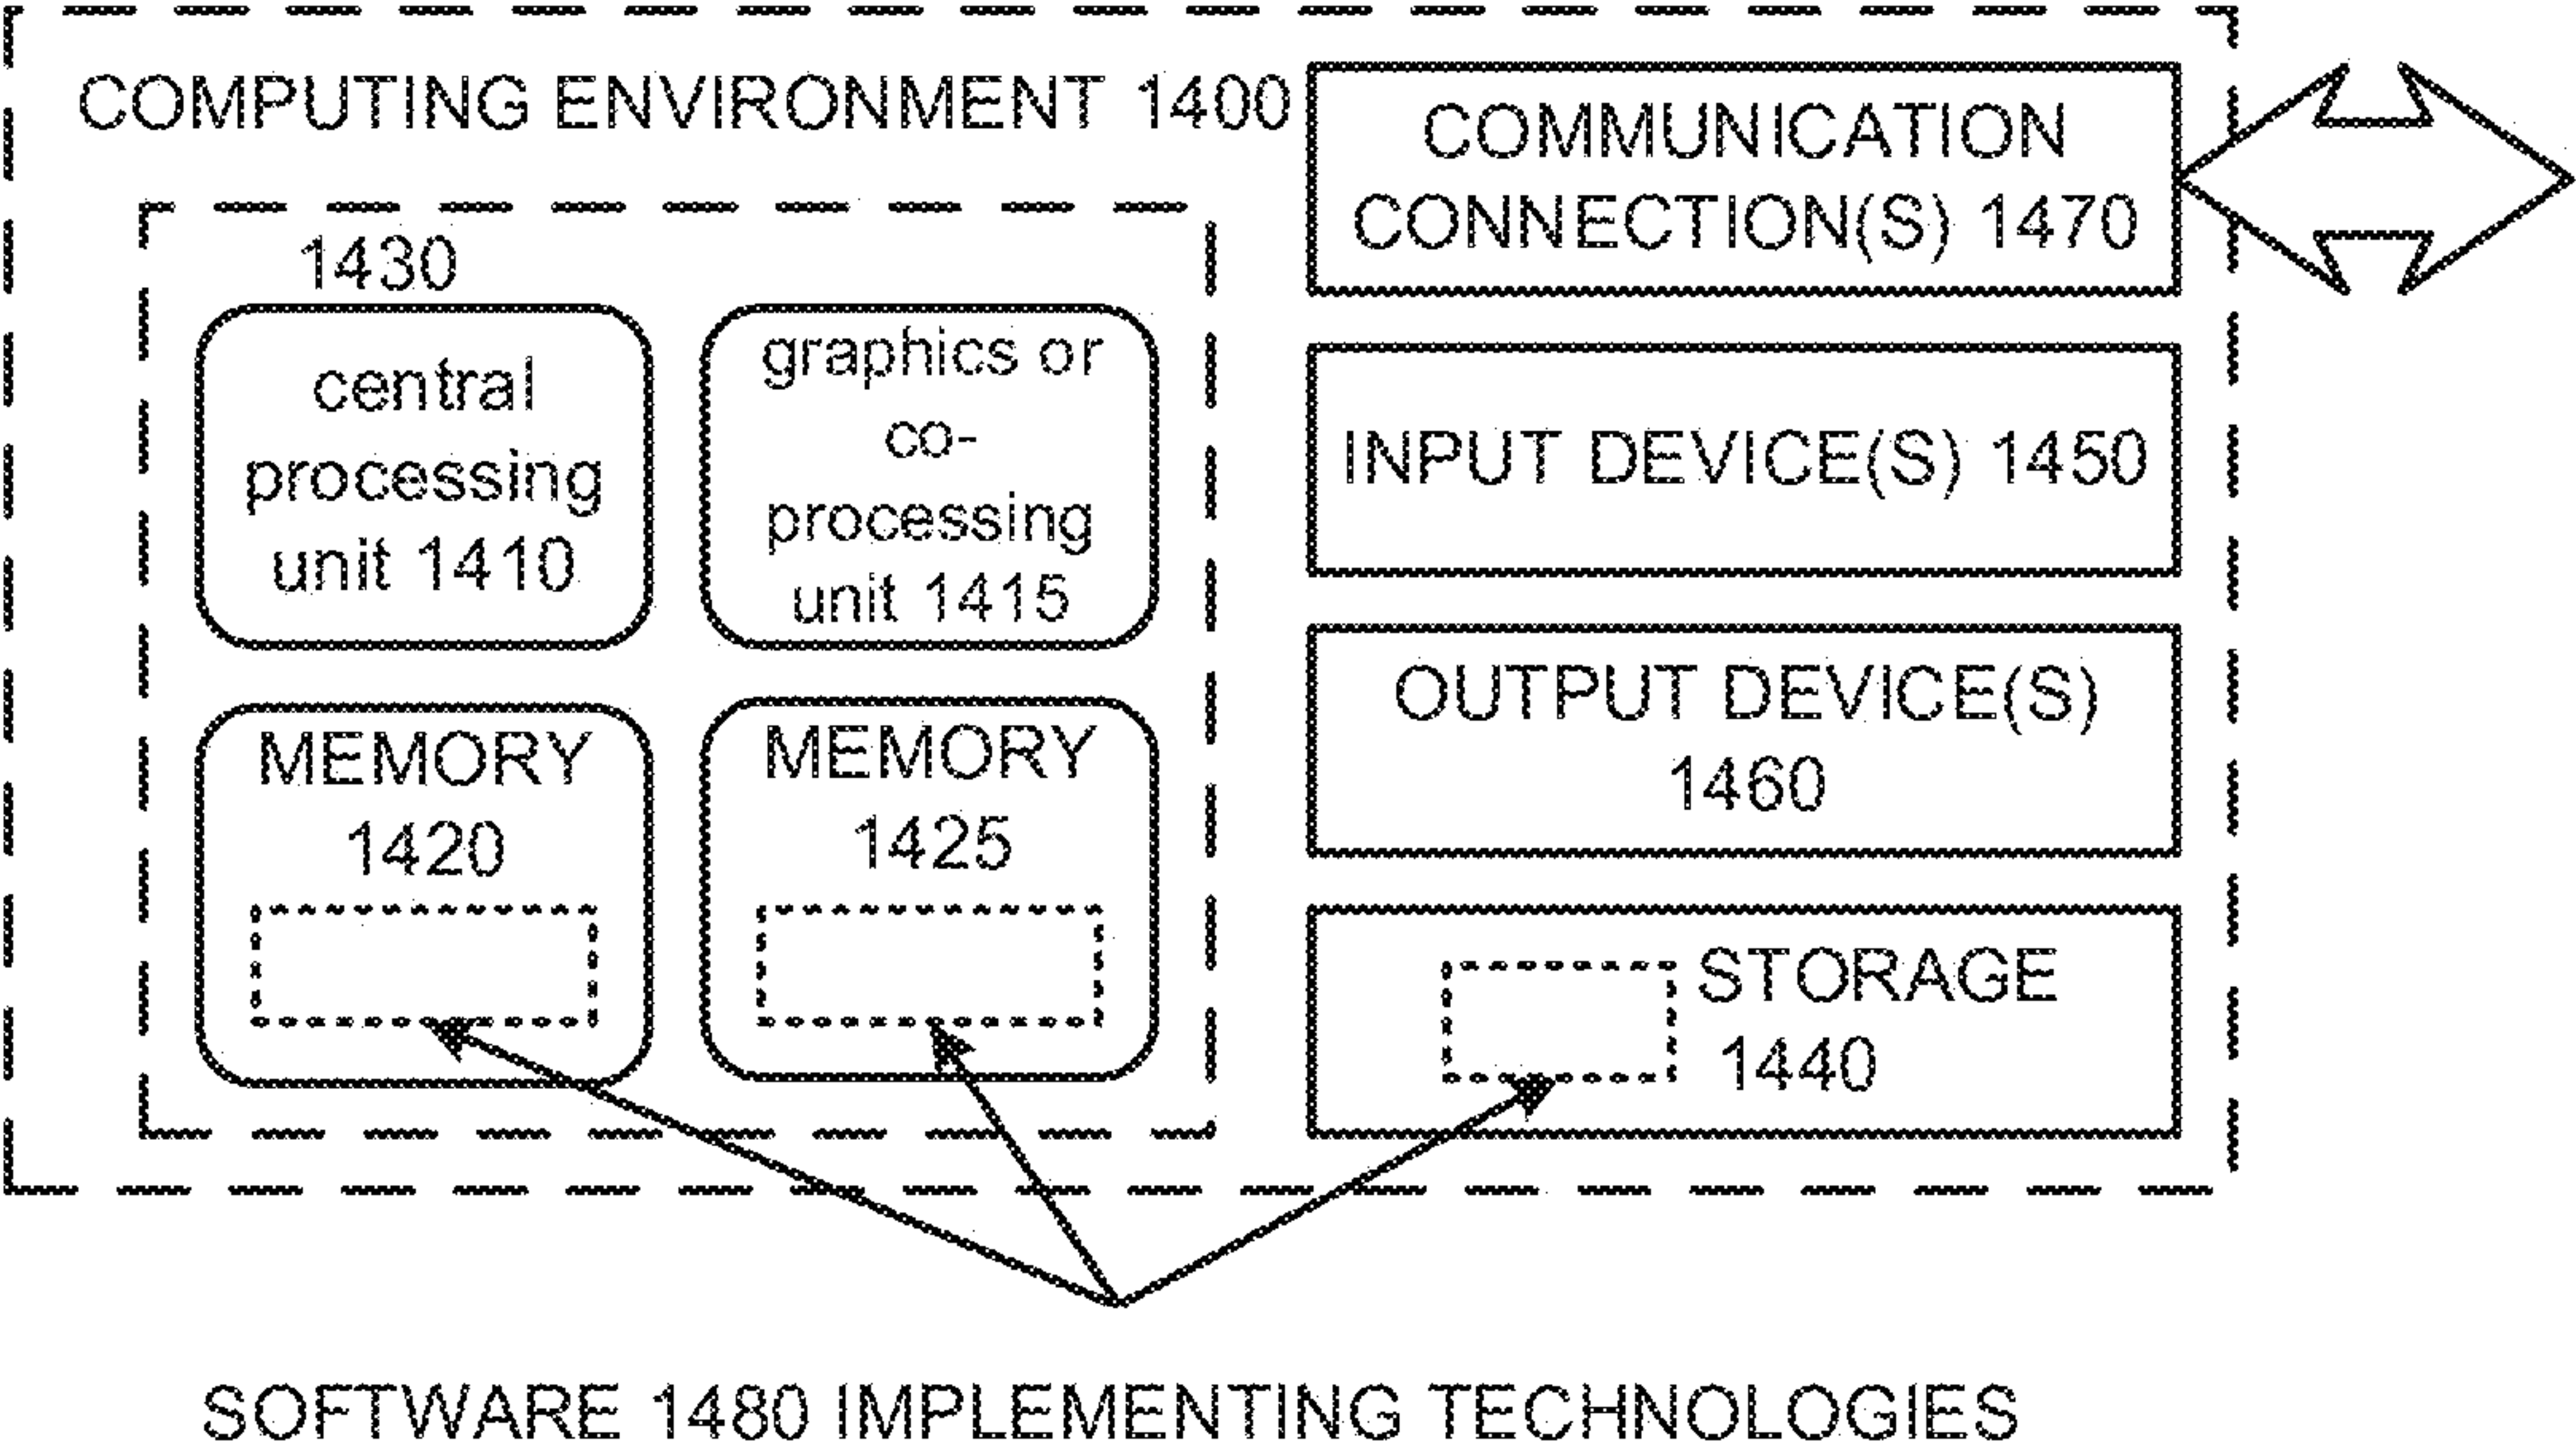 COMPUTING ENVIRONMENT 1400
1430
central
processing
unit 1410
graphics or
co-
processing
unit 1415
MEMORY
1420
MEMORY
1425
COMMUNICATION
CONNECTION(S) 1470
INPUT DEVICE(S) 1450
OUTPUT DEVICE(S)
1460
STORAGE
1440
SOFTWARE 1480 IMPLEMENTING TECHNOLOGIES